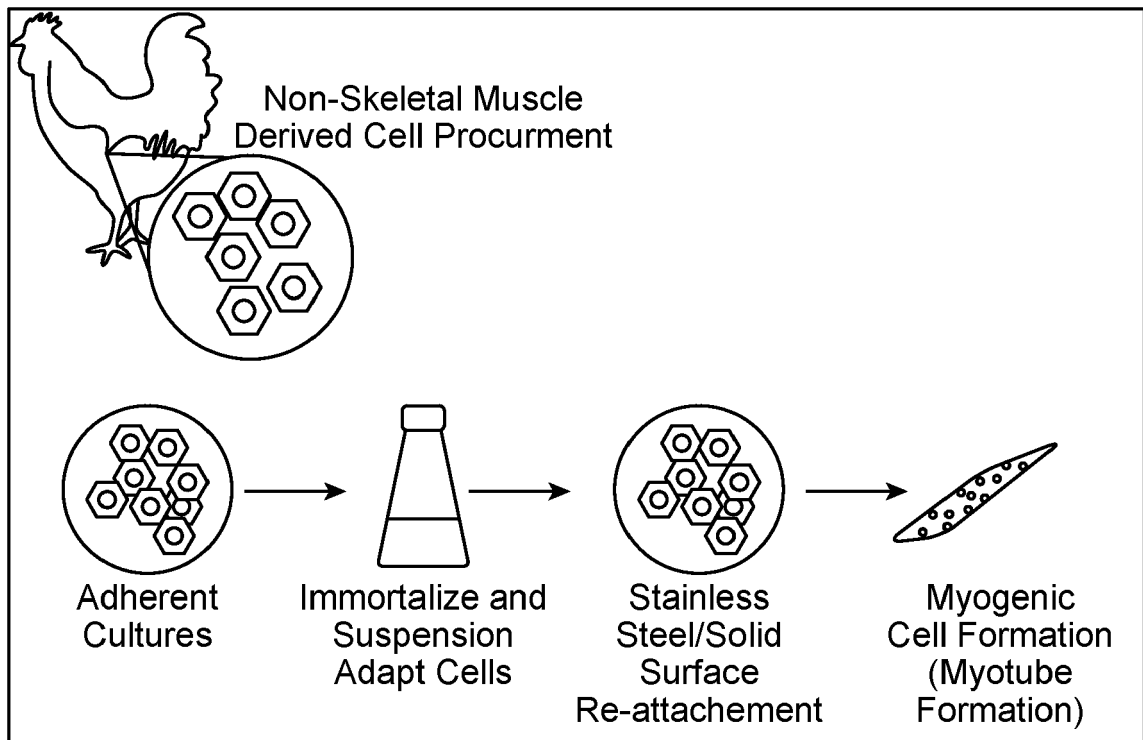 Non-Skeletal Muscle
Derived Cell Procurment
Adherent
Cultures
Immortalize and
Suspension
Adapt Cells
Stainless
Steel/Solid
Surface
Re-attachement
Myogenic
Cell Formation
(Myotube
Formation)